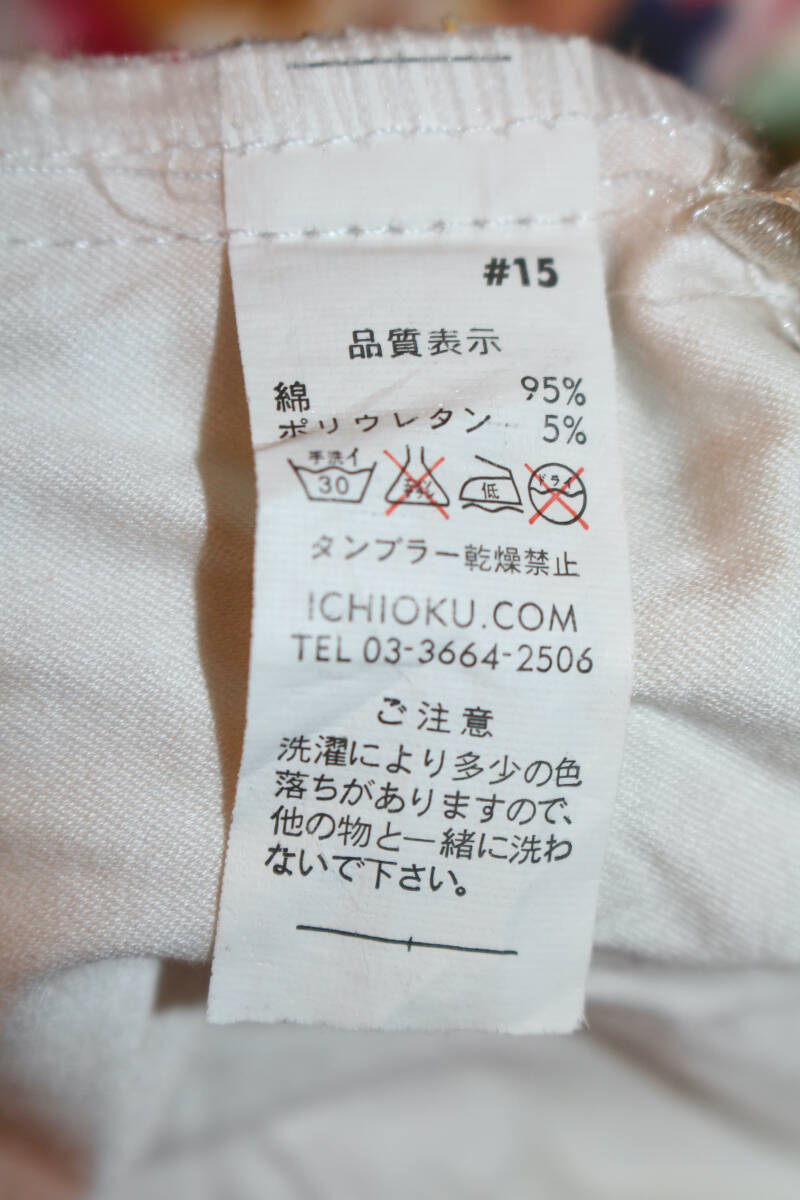 #15
品質表示
綿 95%
ポリウレタン 5%
手洗イ 30 低 ドライ
タンブラー乾燥禁止
ICHIOKU.COM
TEL 03-3664-2506
ご注意
洗濯により多少の色
落ちがありますので、
他の物と一緒に洗わ
ないで下さい。